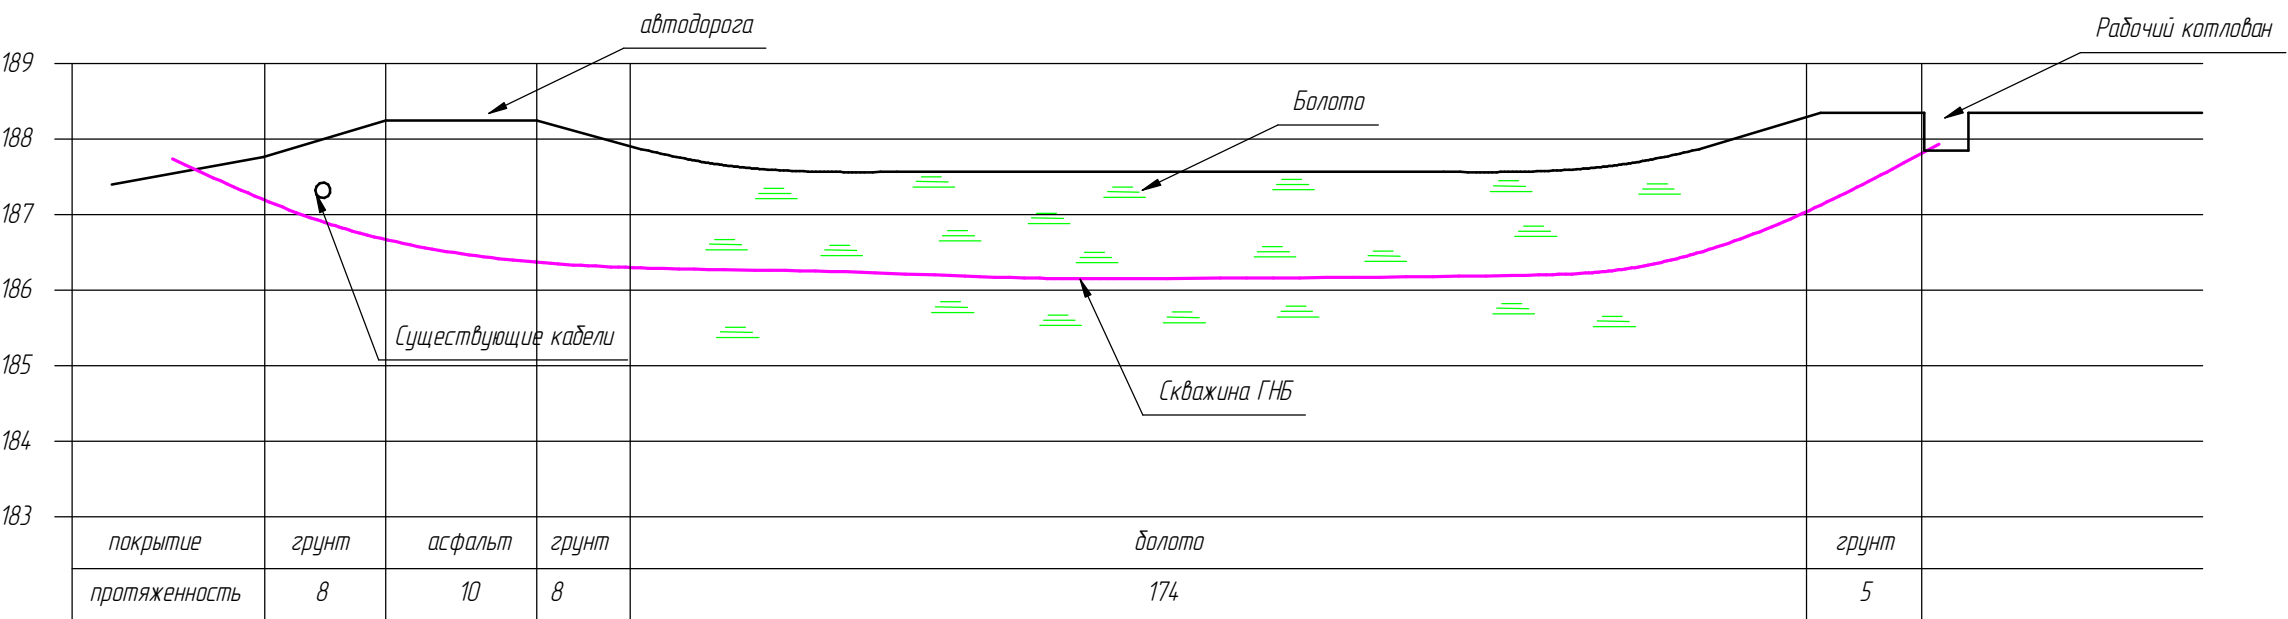 автодорога
Рабочий котлован
189
Болото
188
187
186
Существующие кабели
185
Скважина ГНБ
184
183
покрытие грунт асфальт грунт болото грунт
протяженность 8 10 8 174 5